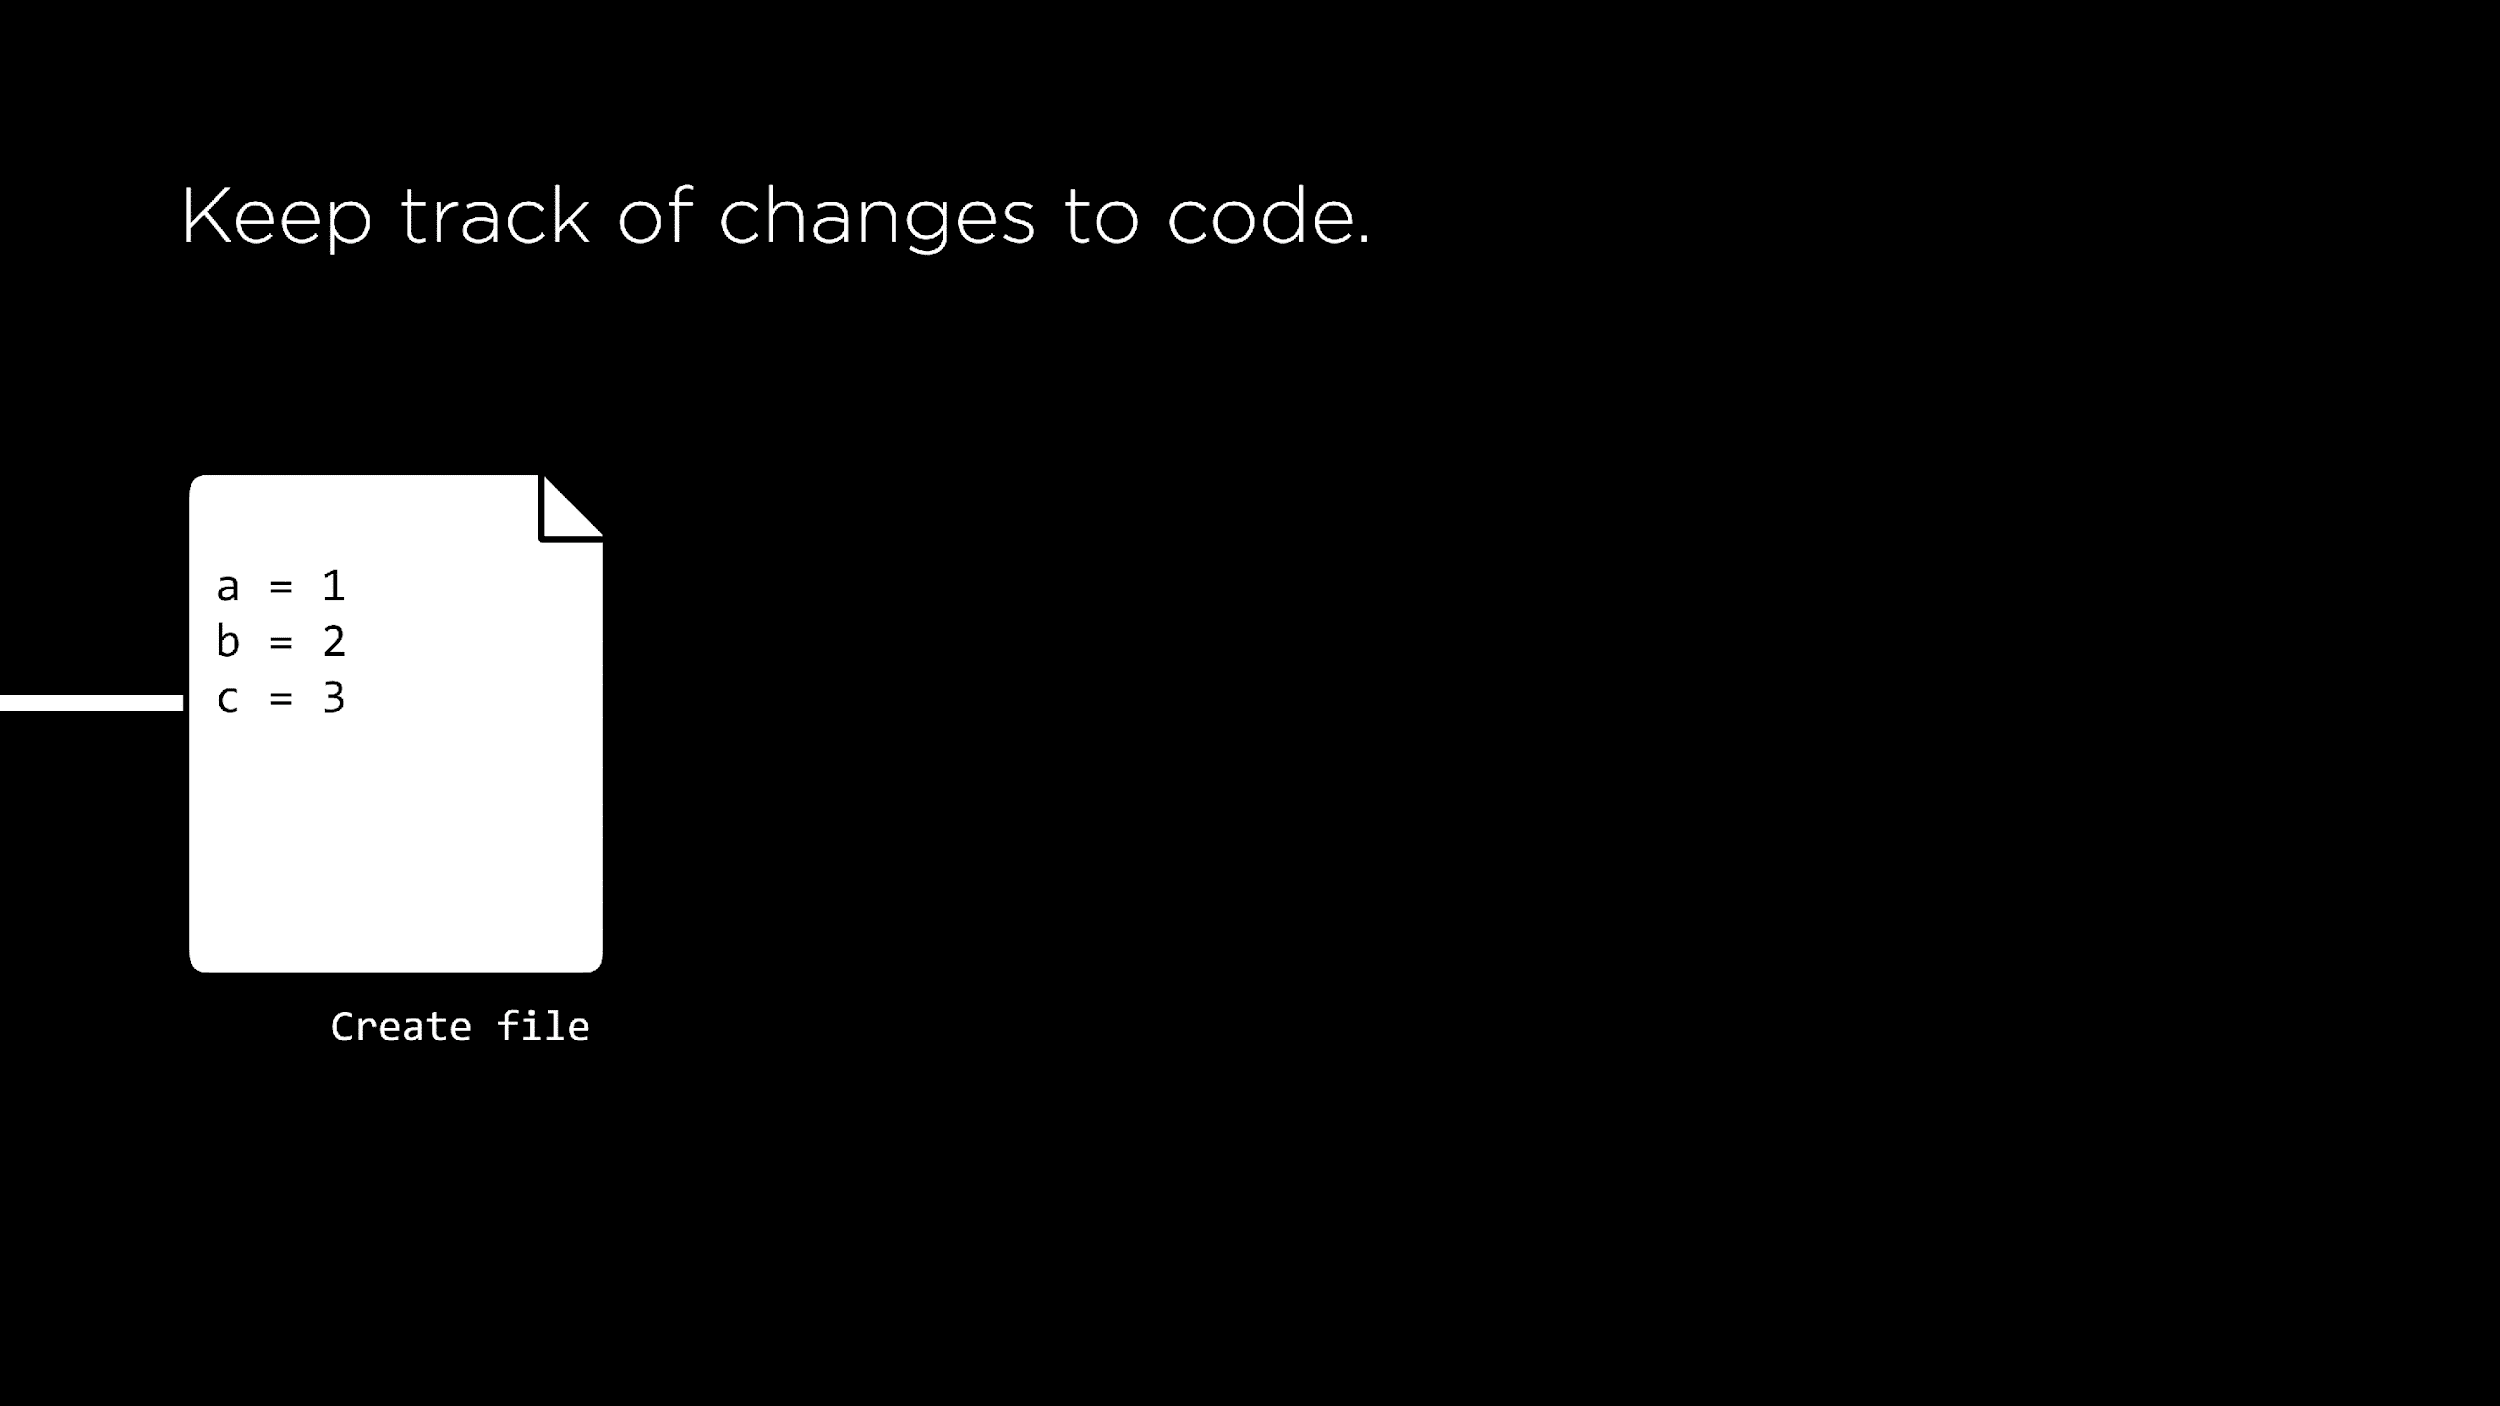 Keep track of changes to code.
a = 1
b = 2
c = 3
Create file